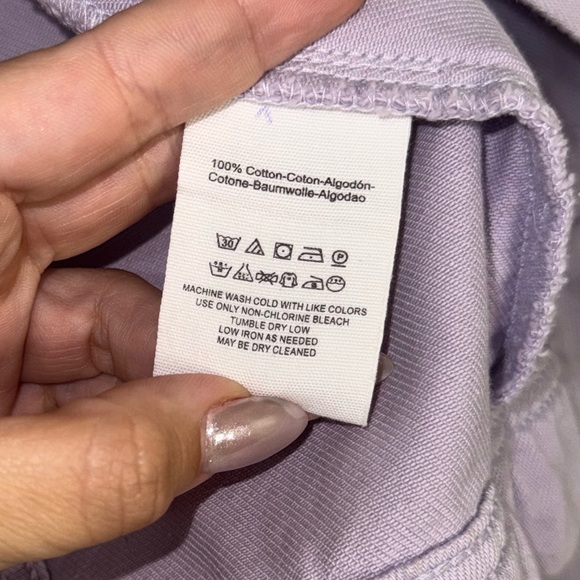 100% Cotton-Coton-Algodón-
Cotone-Baumwolle-Algodao
30 P
MACHINE WASH COLD WITH LIKE COLORS
USE ONLY NON-CHLORINE BLEACH
TUMBLE DRY LOW
LOW IRON AS NEEDED
MAY BE DRY CLEANED